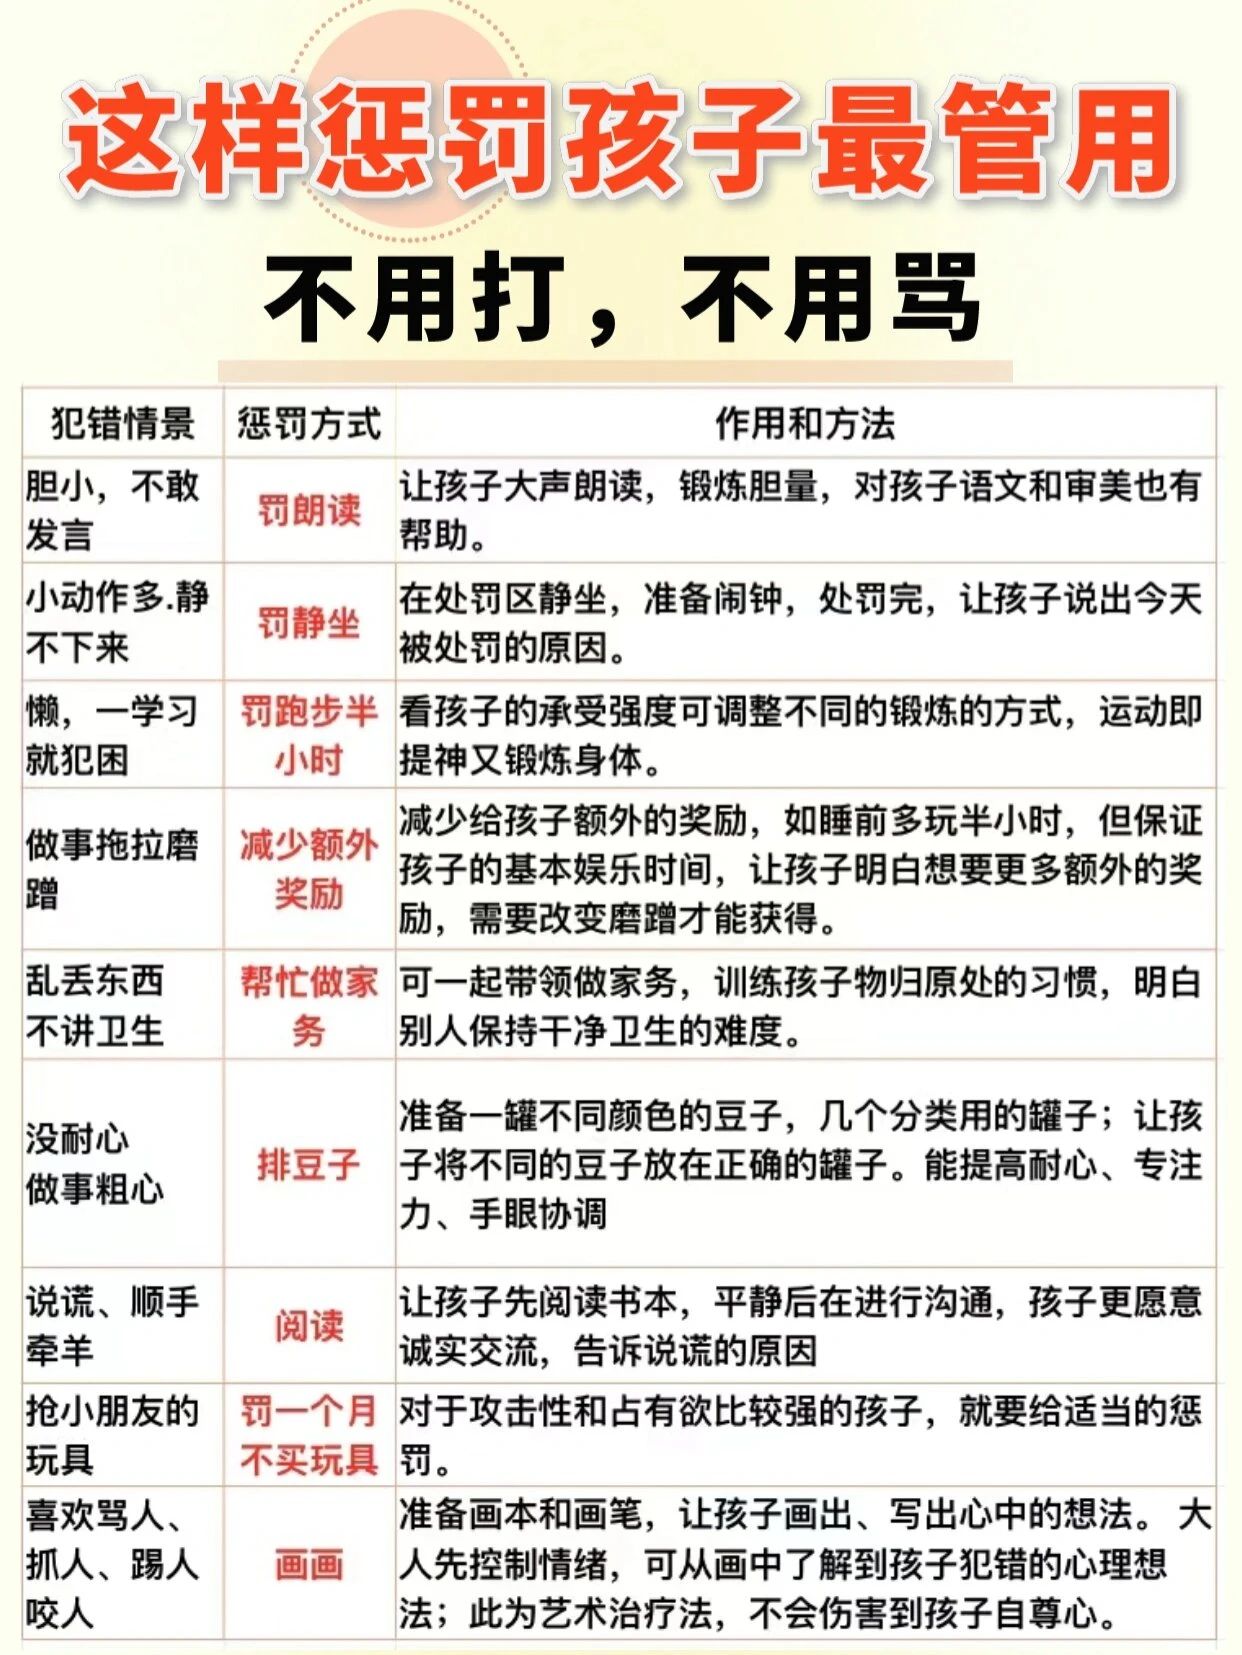 这样惩罚孩子最管用
不用打，不用骂
犯错情景 惩罚方式 作用和方法
胆小，不敢
发言
罚朗读
让孩子大声朗读，锻炼胆量，对孩子语文和审美也有
帮助。
小动作多.静
不下来
罚静坐
在处罚区静坐，准备闹钟，处罚完，让孩子说出今天
被处罚的原因。
懒，一学习
就犯困
罚跑步半
小时
看孩子的承受强度可调整不同的锻炼的方式，运动即
提神又锻炼身体。
做事拖拉磨
蹭
减少额外
奖励
减少给孩子额外的奖励，如睡前多玩半小时，但保证
孩子的基本娱乐时间，让孩子明白想要更多额外的奖
励，需要改变磨蹭才能获得。
乱丢东西
不讲卫生
帮忙做家
务
可一起带领做家务，训练孩子物归原处的习惯，明白
别人保持干净卫生的难度。
没耐心
做事粗心
排豆子
准备一罐不同颜色的豆子，几个分类用的罐子；让孩
子将不同的豆子放在正确的罐子。能提高耐心、专注
力、手眼协调
说谎、顺手
牵羊
阅读
让孩子先阅读书本，平静后在进行沟通，孩子更愿意
诚实交流，告诉说谎的原因
抢小朋友的
玩具
罚一个月
不买玩具
对于攻击性和占有欲比较强的孩子，就要给适当的惩
罚。
喜欢骂人、
抓人、踢人
咬人
画画
准备画本和画笔，让孩子画出、写出心中的想法。 大
人先控制情绪，可从画中了解到孩子犯错的心理想
法；此为艺术治疗法，不会伤害到孩子自尊心。